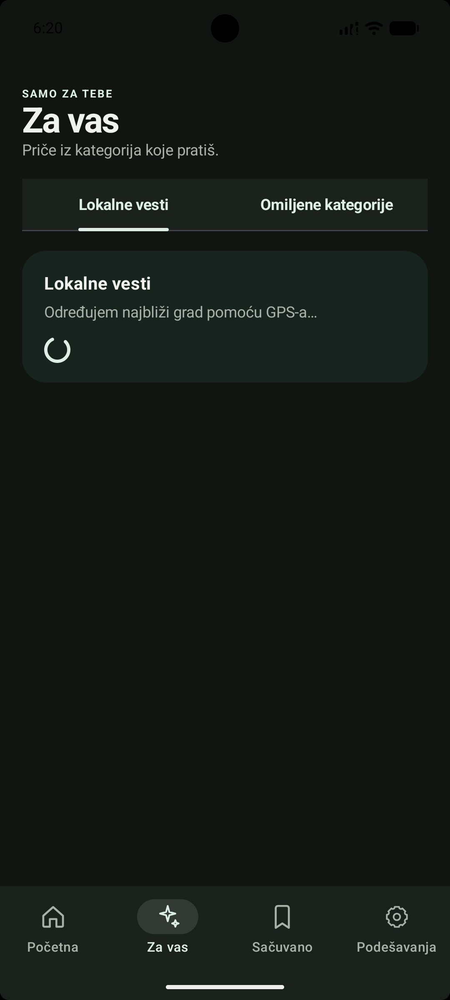 6:20
SAMO ZA TEBE
Za vas
Priče iz kategorija koje pratiš.
Lokalne vesti
Omiljene kategorije
Lokalne vesti
Određujem najbliži grad pomoću GPS-a...
Početna
Za vas
Sačuvano
Podešavanja